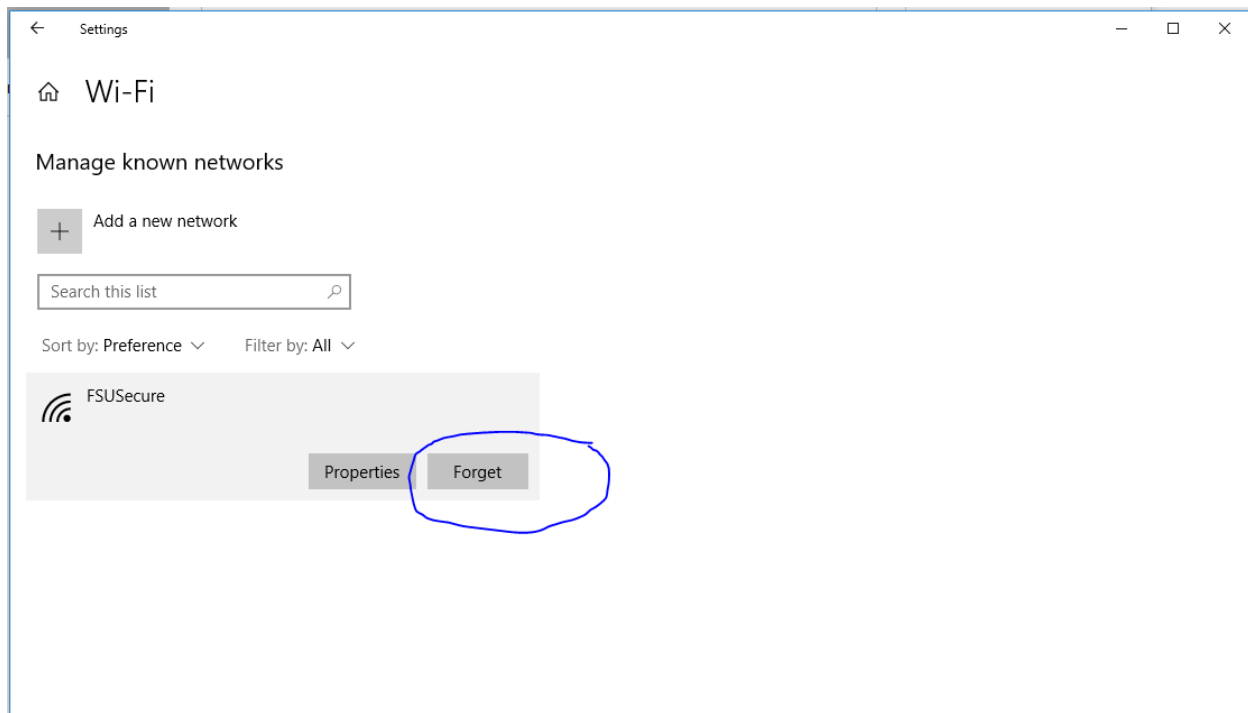 Settings
Wi-Fi
Manage known networks
Add a new network
Search this list
Sort by: Preference Filter by: All
FSUSecure
Properties Forget